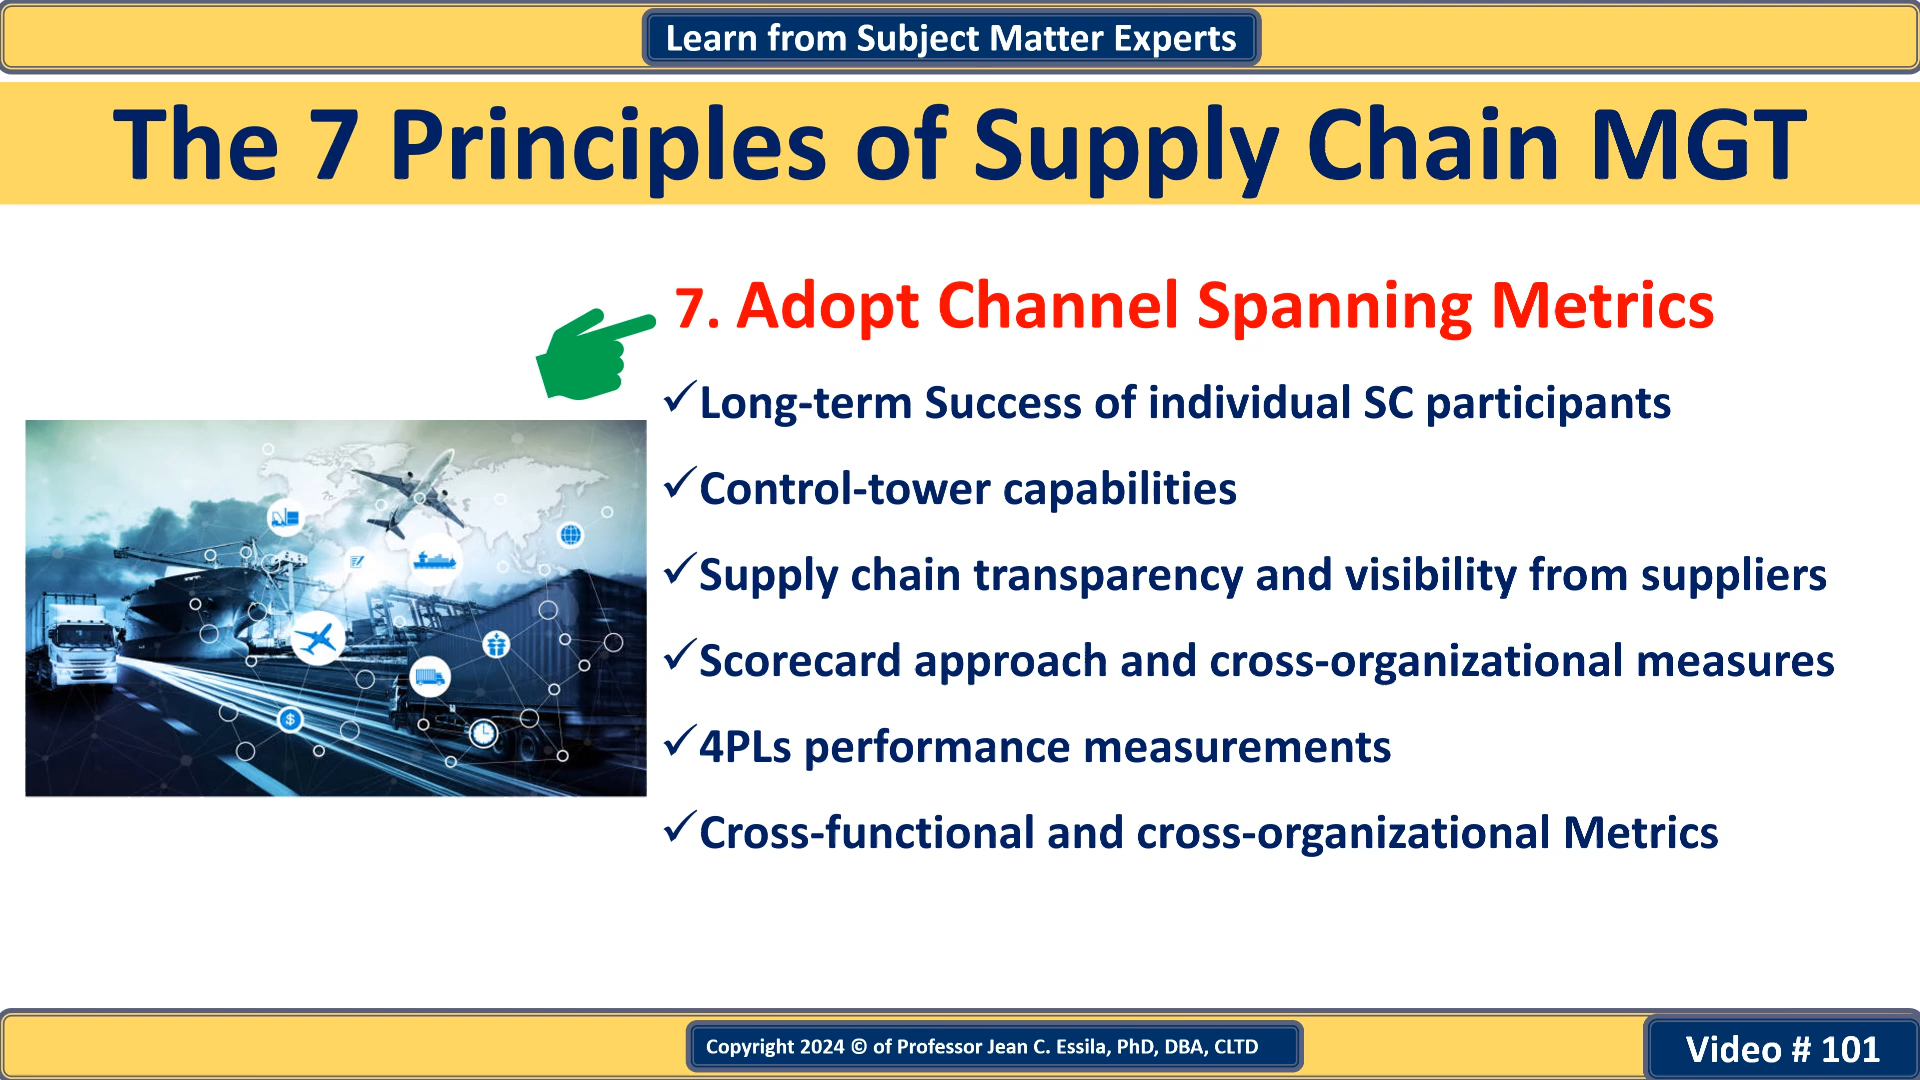 Learn from Subject Matter Experts
The 7 Principles of Supply Chain MGT
7. Adopt Channel Spanning Metrics
✓Long-term Success of individual SC participants
✓Control-tower capabilities
✓Supply chain transparency and visibility from suppliers
✓Scorecard approach and cross-organizational measures
✓4PLs performance measurements
✓Cross-functional and cross-organizational Metrics
$
Copyright 2024 © of Professor Jean C. Essila, PhD, DBA, CLTD
Video # 101